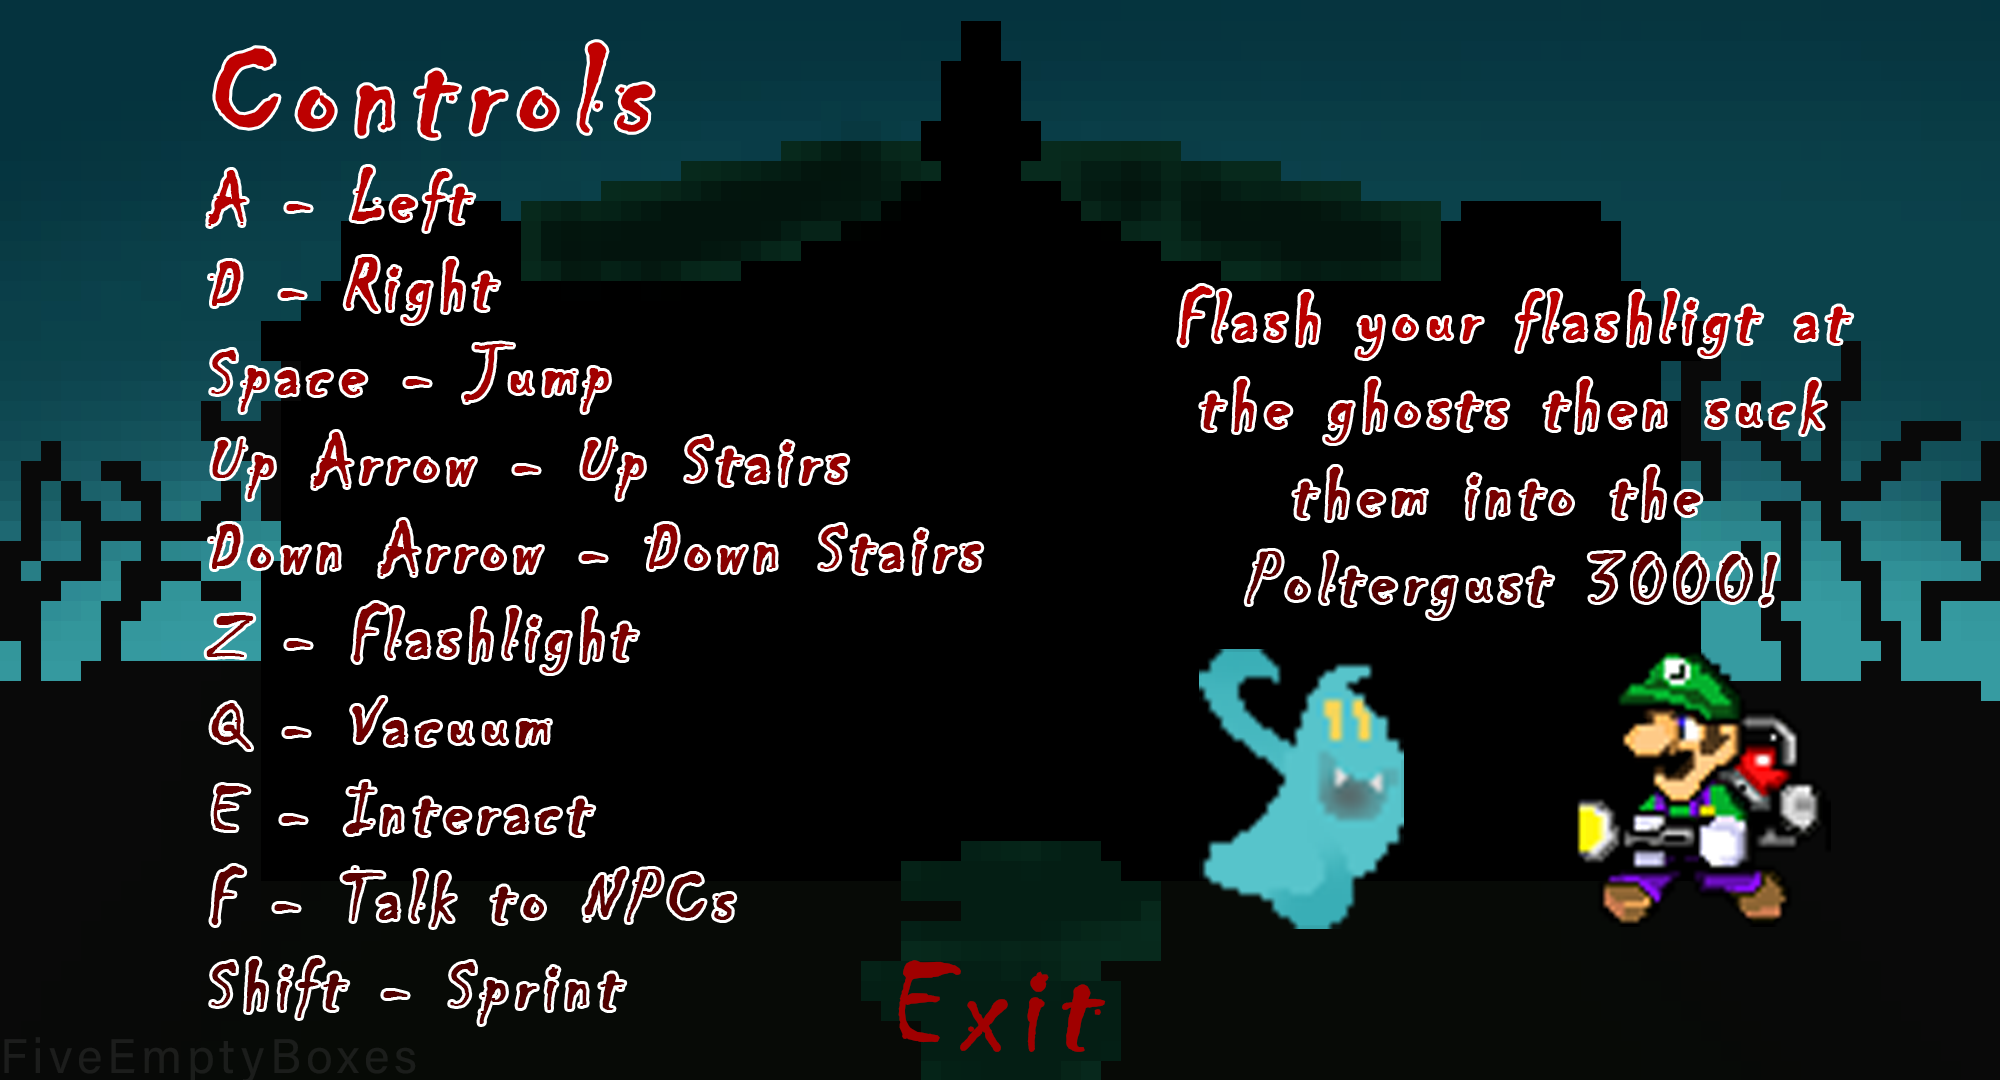 Controls
A - Left
D - Right
Space - Jump
Up Arrow - Up Stairs
Down Arrow - Down Stairs
Z - Flashlight
Q - Vacuum
E - Interact
F - Talk to NPCs
Shift - Sprint
Flash your flashligt at
the ghosts then suck
them into the
Poltergust 3000!
Exit
FiveEmptyBoxes